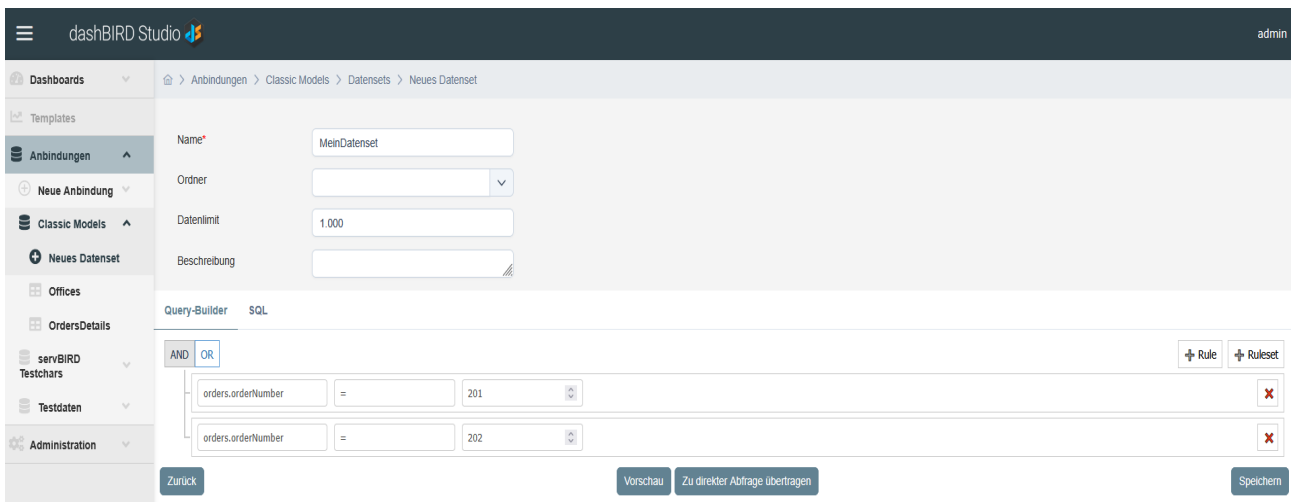 dashBIRD Studio
admin
Dashboards
Templates
Anbindungen
Neue Anbindung
Classic Models
Neues Datenset
Offices
OrdersDetails
servBIRD
Testchars
Testdaten
Administration
Anbindungen > Classic Models > Datensets > Neues Datenset
Name* MeinDatenset
Ordner
Datenlimit 1.000
Beschreibung
Query-Builder SQL
AND OR Rule Ruleset
orders.orderNumber = 201
orders.orderNumber = 202
Zurück Vorschau Zu direkter Abfrage übertragen Speichern